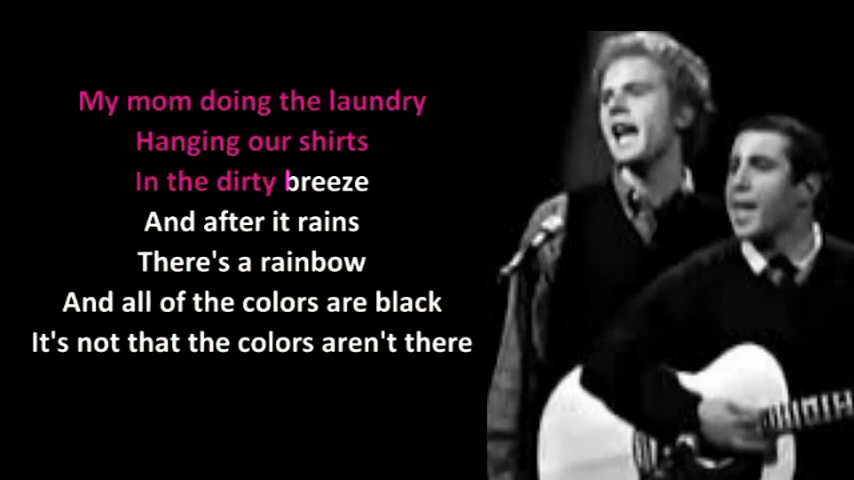 My mom doing the laundry
Hanging our shirts
In the dirty breeze
And after it rains
There's a rainbow
And all of the colors are black
It's not that the colors aren't there